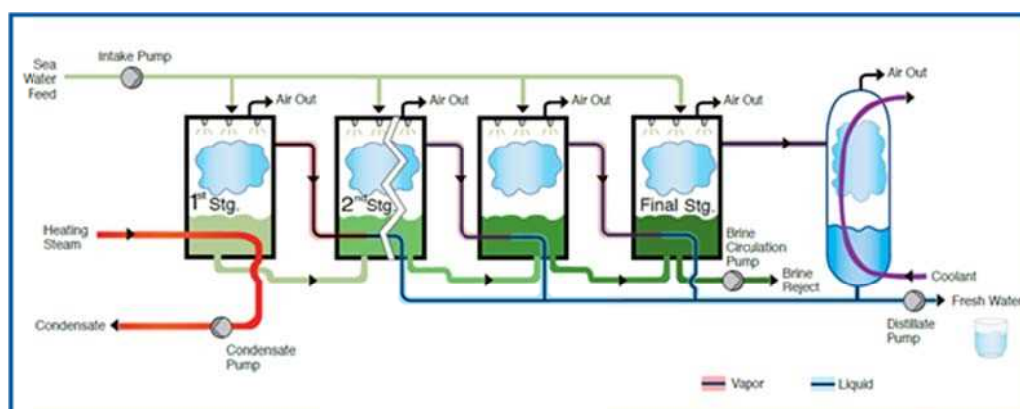 Intake Pump
Sea
Water
Feed
Air Out
Air Out
Air Out
Air Out
Air Out
1st Stg.
2nd Stg.
Final Stg.
Heating
Steam
Brine
Circulation
Pump
Brine
Reject
Coolant
Fresh Water
Condensate
Condensate
Pump
Distillate
Pump
Vapor
Liquid